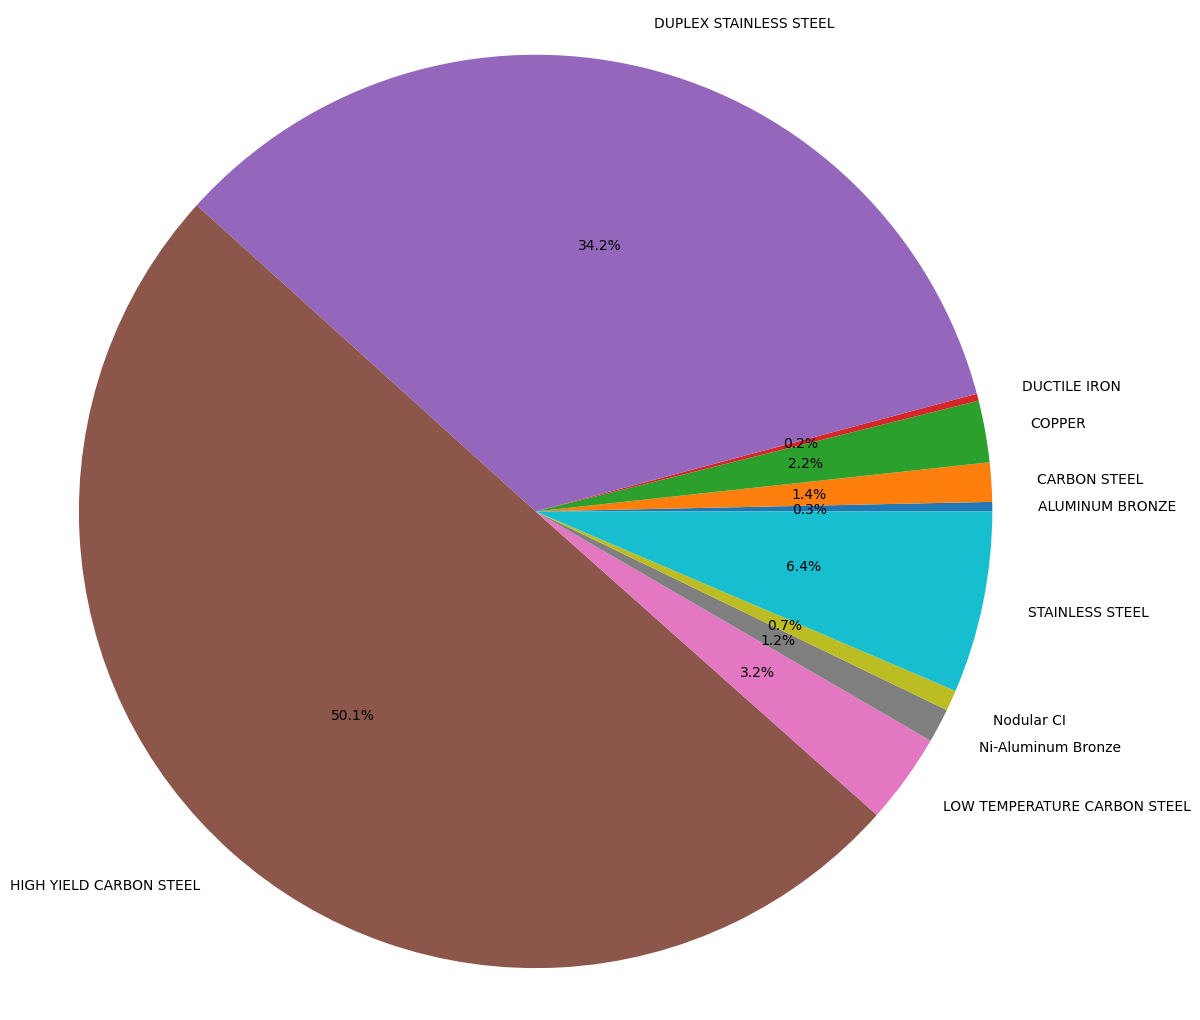 DUPLEX STAINLESS STEEL
34.2%
DUCTILE IRON
0.2%
COPPER
2.2%
CARBON STEEL
1.4%
ALUMINUM BRONZE
0.3%
6.4%
STAINLESS STEEL
0.7%
Nodular CI
1.2%
Ni-Aluminum Bronze
3.2%
LOW TEMPERATURE CARBON STEEL
50.1%
HIGH YIELD CARBON STEEL